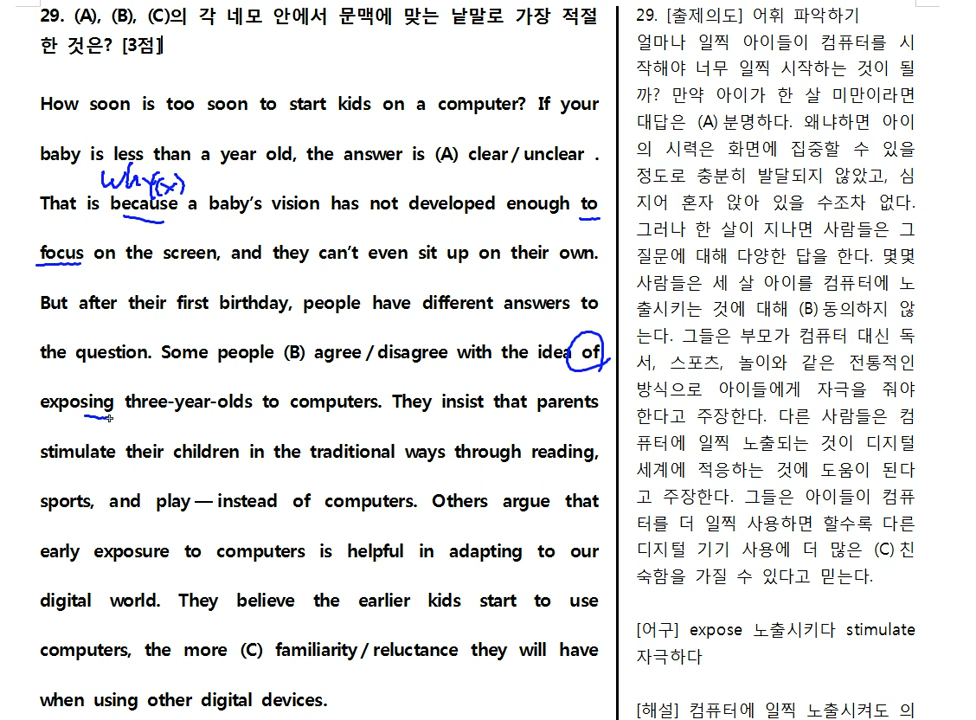 29. (A), (B), (C)의 각 네모 안에서 문맥에 맞는 낱말로 가장 적절
한 것은? [3점]
How soon is too soon to start kids on a computer? If your
baby is less than a year old, the answer is (A) clear / unclear .
why(x)
That is because a baby's vision has not developed enough to
focus on the screen, and they can't even sit up on their own.
But after their first birthday, people have different answers to
the question. Some people (B) agree / disagree with the idea of
exposing three-year-olds to computers. They insist that parents
stimulate their children in the traditional ways through reading,
sports, and play — instead of computers. Others argue that
early exposure to computers is helpful in adapting to our
digital world. They believe the earlier kids start to use
computers, the more (C) familiarity / reluctance they will have
when using other digital devices.
29. [출제의도] 어휘 파악하기
얼마나 일찍 아이들이 컴퓨터를 시
작해야 너무 일찍 시작하는 것이 될
까? 만약 아이가 한 살 미만이라면
대답은 (A) 분명하다. 왜냐하면 아이
의 시력은 화면에 집중할 수 있을
정도로 충분히 발달되지 않았고, 심
지어 혼자 앉아 있을 수조차 없다.
그러나 한 살이 지나면 사람들은 그
질문에 대해 다양한 답을 한다. 몇몇
사람들은 세 살 아이를 컴퓨터에 노
출시키는 것에 대해 (B) 동의하지 않
는다. 그들은 부모가 컴퓨터 대신 독
서, 스포츠, 놀이와 같은 전통적인
방식으로 아이들에게 자극을 줘야
한다고 주장한다. 다른 사람들은 컴
퓨터에 일찍 노출되는 것이 디지털
세계에 적응하는 것에 도움이 된다
고 주장한다. 그들은 아이들이 컴퓨
터를 더 일찍 사용하면 할수록 다른
디지털 기기 사용에 더 많은 (C) 친
숙함을 가질 수 있다고 믿는다.
[어구] expose 노출시키다 stimulate
자극하다
[해설] 컴퓨터에 일찍 노출시켜도 의